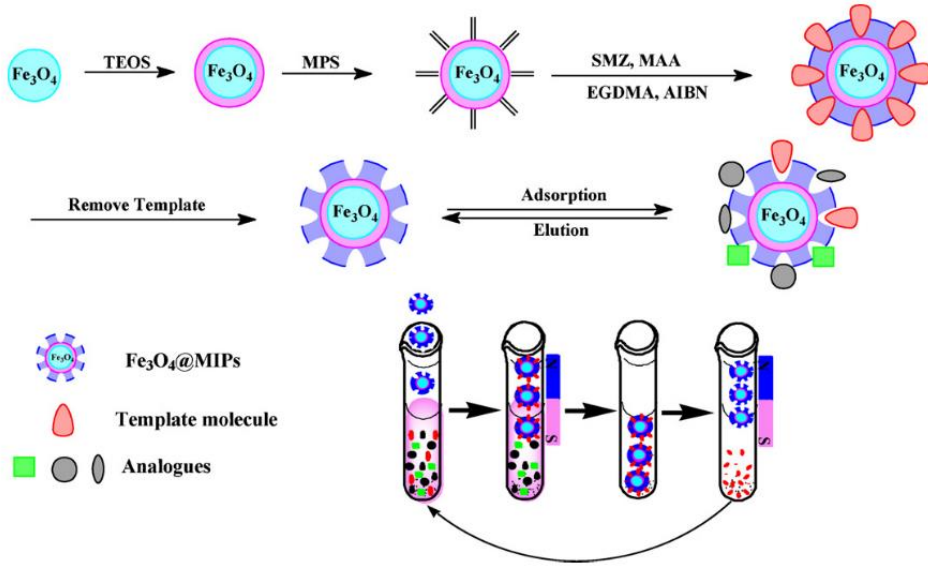 Fe₃O₄
TEOS
Fe₃O₄
MPS
Fe₃O₄
SMZ, MAA
EGDMA, AIBN
Fe₃O₄
Remove Template
Fe₃O₄
Adsorption
Elution
Fe₃O₄
Fe₃O₄
Fe₃O₄@MIPs
Template molecule
Analogues
S
S